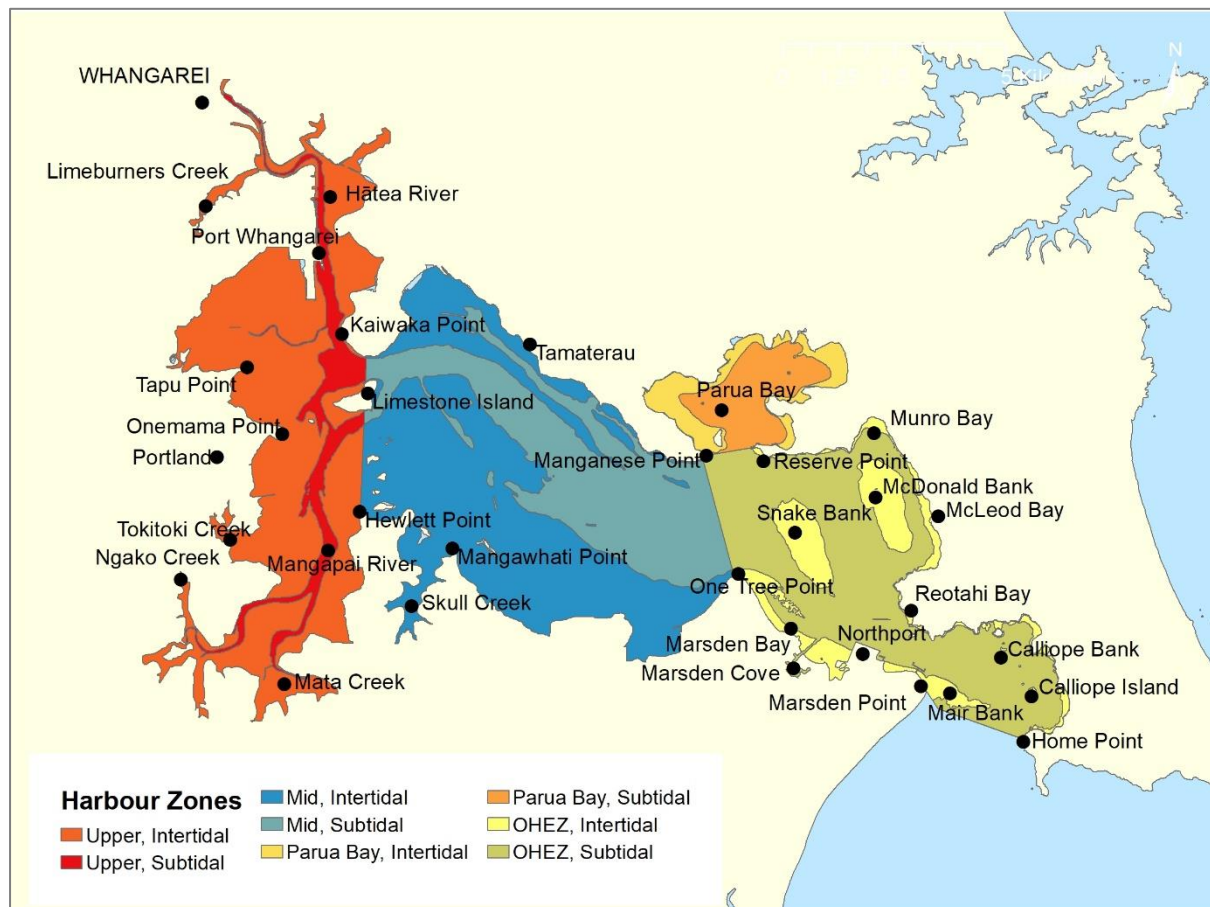 WHANGAREI
N
Limeburners Creek
Hātea River
Port Whangarei
Kaiwaka Point
Tamaterau
Tapu Point
Limestone Island
Parua Bay
Onemama Point
Munro Bay
Portland
Manganese Point
Reserve Point
McDonald Bank
McLeod Bay
Snake Bank
Hewlett Point
Tokitoki Creek
Ngako Creek
Mangapai River
Mangawhati Point
One Tree Point
Skull Creek
Reotahi Bay
Marsden Bay
Northport
Calliope Bank
Marsden Cove
Mata Creek
Marsden Point
Calliope Island
Mair Bank
Home Point
Harbour Zones
Upper, Intertidal
Upper, Subtidal
Mid, Intertidal
Mid, Subtidal
Parua Bay, Intertidal
Parua Bay, Subtidal
OHEZ, Intertidal
OHEZ, Subtidal